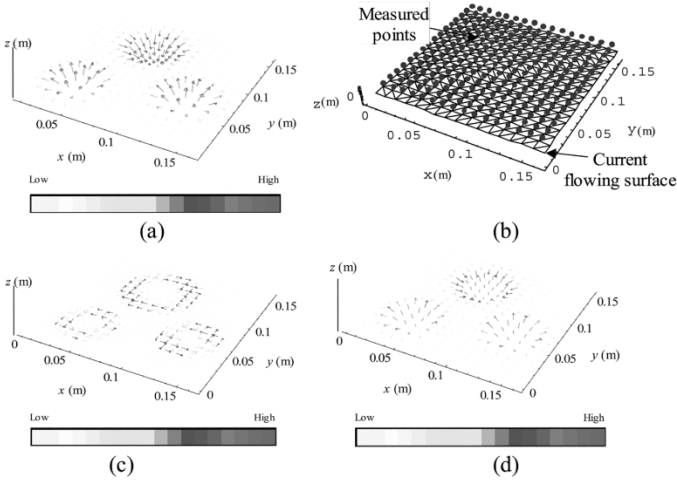 z (m)
0.05
0.1
0.15
x (m)
0.05
0.1
0.15
y (m)
Low High
(a)
Measured
points
z(m)
0
0
0.05
0.1
0.15
x(m)
0
0.05
0.1
0.15
y(m)
Current
flowing surface
(b)
z (m)
0
0.05
0.1
0.15
x (m)
0
0.05
0.1
0.15
y (m)
Low High
(c)
z (m)
0
0.05
0.1
0.15
x (m)
0
0.05
0.1
0.15
y (m)
Low High
(d)